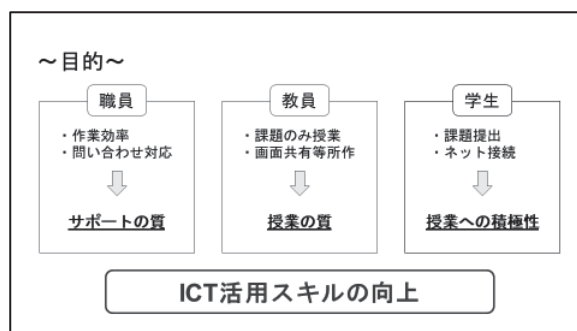 ～目的～
職員
・作業効率
・問い合わせ対応
サポートの質
教員
・課題のみ授業
・画面共有等所作
授業の質
学生
・課題提出
・ネット接続
授業への積極性
ICT活用スキルの向上